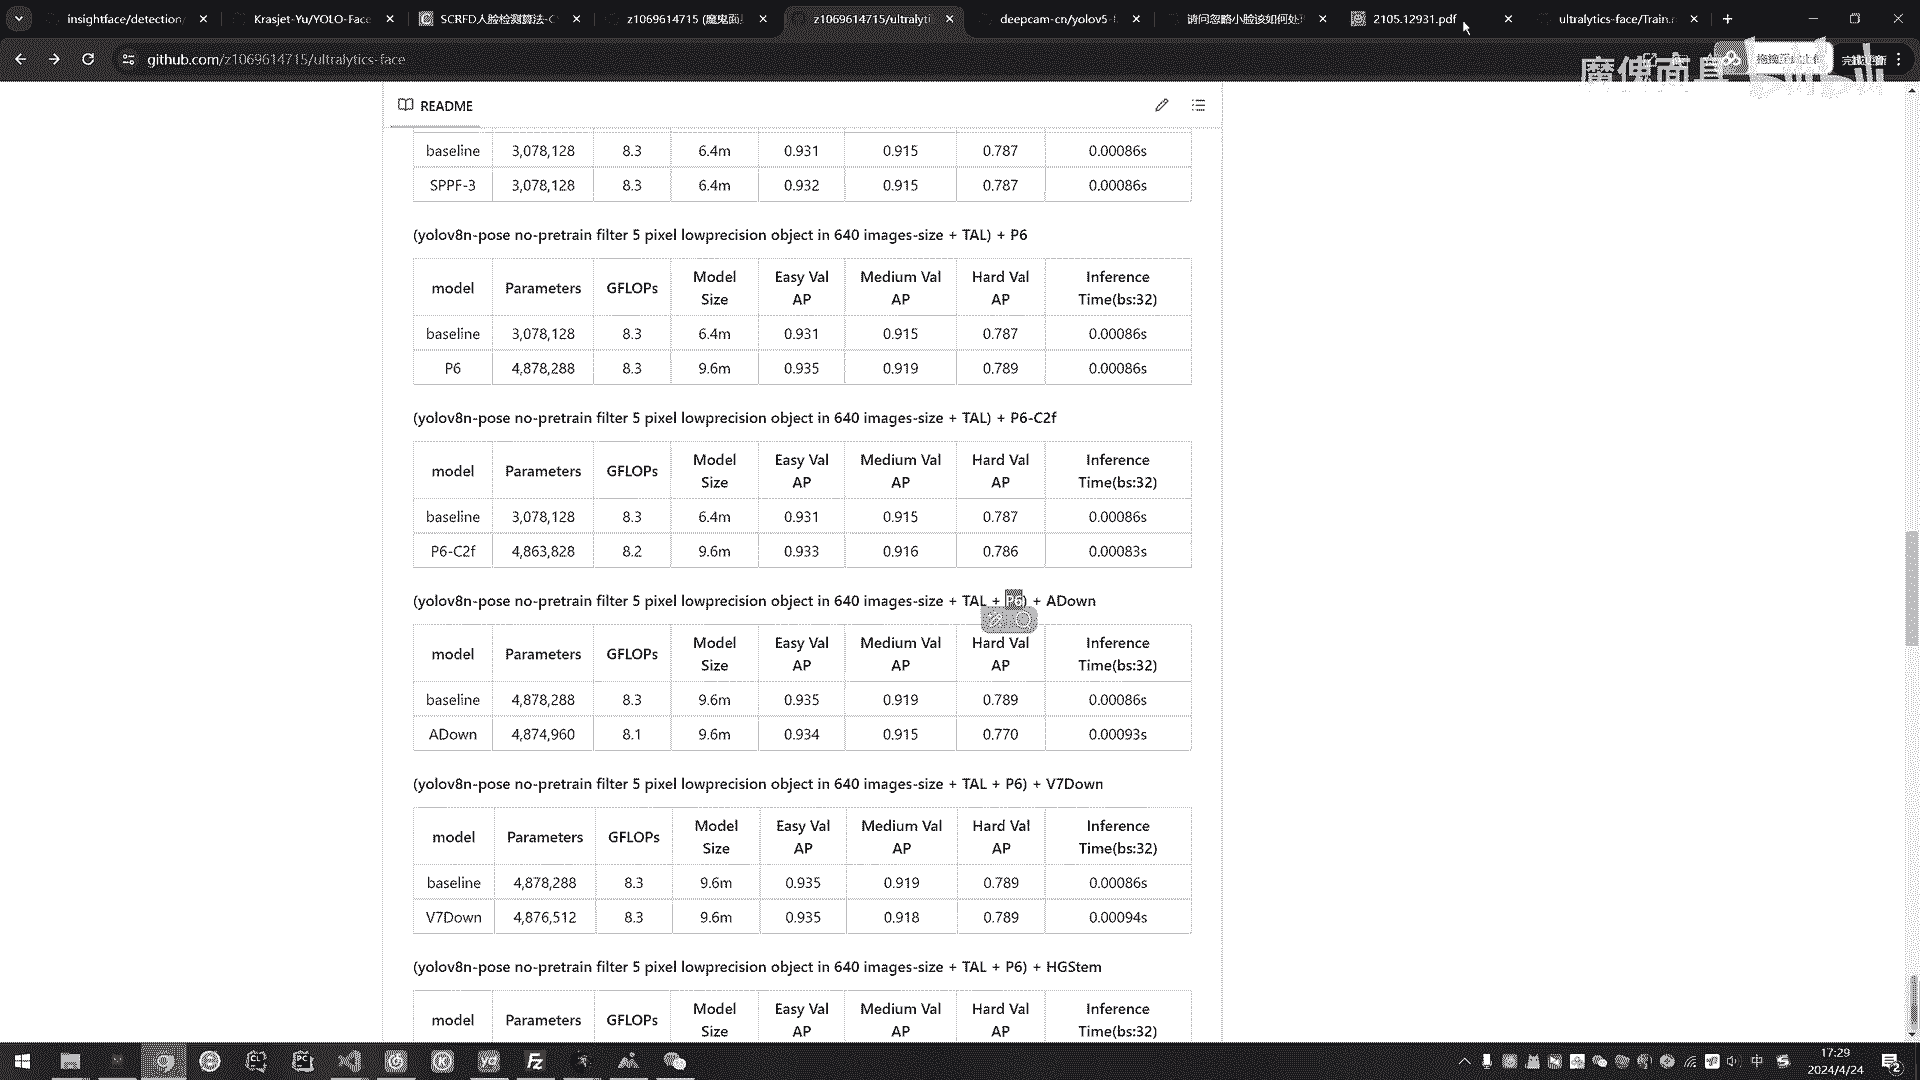 insightface/detection/
Krasjet-Yu/YOLO-Face
SCRFD人脸检测算法-C
z1069614715 (魔鬼面
z1069614715/ultralyti
deepcam-cn/yolov5-
请问忽略小脸该如何处
2105.12931.pdf
ultralytics-face/Train.
github.com/z1069614715/ultralytics-face
README
baseline 3,078,128 8.3 6.4m 0.931 0.915 0.787 0.00086s
SPPF-3 3,078,128 8.3 6.4m 0.932 0.915 0.787 0.00086s
(yolov8n-pose no-pretrain filter 5 pixel lowprecision object in 640 images-size + TAL) + P6
model Parameters GFLOPs Model Size Easy Val AP Medium Val AP Hard Val AP Inference Time(bs:32)
baseline 3,078,128 8.3 6.4m 0.931 0.915 0.787 0.00086s
P6 4,878,288 8.3 9.6m 0.935 0.919 0.789 0.00086s
(yolov8n-pose no-pretrain filter 5 pixel lowprecision object in 640 images-size + TAL) + P6-C2f
model Parameters GFLOPs Model Size Easy Val AP Medium Val AP Hard Val AP Inference Time(bs:32)
baseline 3,078,128 8.3 6.4m 0.931 0.915 0.787 0.00086s
P6-C2f 4,863,828 8.2 9.6m 0.933 0.916 0.786 0.00083s
(yolov8n-pose no-pretrain filter 5 pixel lowprecision object in 640 images-size + TAL + P6) + ADown
model Parameters GFLOPs Model Size Easy Val AP Medium Val AP Hard Val AP Inference Time(bs:32)
baseline 4,878,288 8.3 9.6m 0.935 0.919 0.789 0.00086s
ADown 4,874,960 8.1 9.6m 0.934 0.915 0.770 0.00093s
(yolov8n-pose no-pretrain filter 5 pixel lowprecision object in 640 images-size + TAL + P6) + V7Down
model Parameters GFLOPs Model Size Easy Val AP Medium Val AP Hard Val AP Inference Time(bs:32)
baseline 4,878,288 8.3 9.6m 0.935 0.919 0.789 0.00086s
V7Down 4,876,512 8.3 9.6m 0.935 0.918 0.789 0.00094s
(yolov8n-pose no-pretrain filter 5 pixel lowprecision object in 640 images-size + TAL + P6) + HGStem
model Parameters GFLOPs Model Size Easy Val AP Medium Val AP Hard Val AP Inference Time(bs:32)
中
17:29
2024/4/24